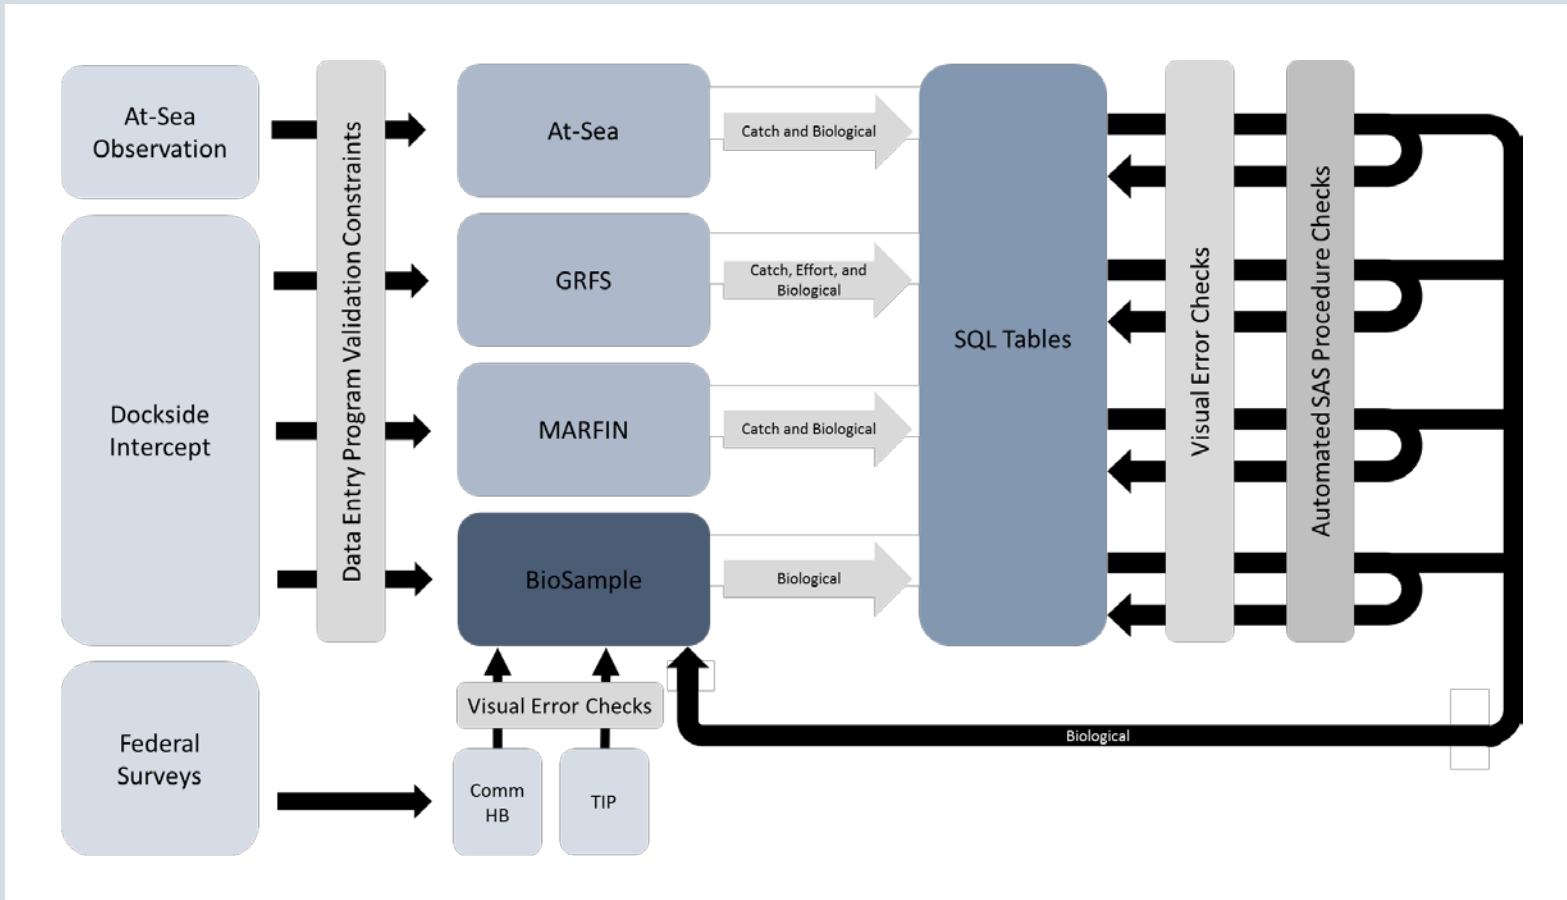 At-Sea
Observation
Dockside
Intercept
Federal
Surveys
Data Entry Program Validation Constraints
At-Sea
GRFS
MARFIN
BioSample
Visual Error Checks
Comm
HB
TIP
Catch and Biological
Catch, Effort, and
Biological
Catch and Biological
Biological
SQL Tables
Visual Error Checks
Automated SAS Procedure Checks
Biological